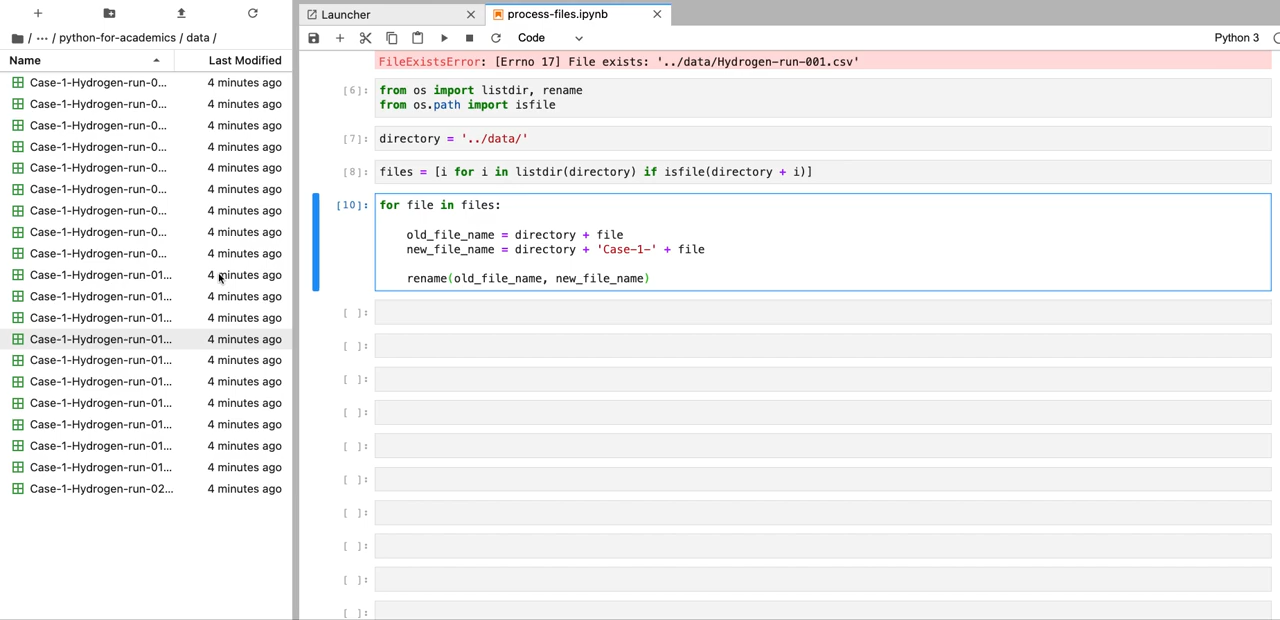 Launcher
process-files.ipynb
/ ··· / python-for-academics / data /
Code
Python 3
Name
Last Modified
Case-1-Hydrogen-run-0... 4 minutes ago
Case-1-Hydrogen-run-0... 4 minutes ago
Case-1-Hydrogen-run-0... 4 minutes ago
Case-1-Hydrogen-run-0... 4 minutes ago
Case-1-Hydrogen-run-0... 4 minutes ago
Case-1-Hydrogen-run-0... 4 minutes ago
Case-1-Hydrogen-run-0... 4 minutes ago
Case-1-Hydrogen-run-0... 4 minutes ago
Case-1-Hydrogen-run-0... 4 minutes ago
Case-1-Hydrogen-run-01... 4 minutes ago
Case-1-Hydrogen-run-01... 4 minutes ago
Case-1-Hydrogen-run-01... 4 minutes ago
Case-1-Hydrogen-run-01... 4 minutes ago
Case-1-Hydrogen-run-01... 4 minutes ago
Case-1-Hydrogen-run-01... 4 minutes ago
Case-1-Hydrogen-run-01... 4 minutes ago
Case-1-Hydrogen-run-01... 4 minutes ago
Case-1-Hydrogen-run-01... 4 minutes ago
Case-1-Hydrogen-run-01... 4 minutes ago
Case-1-Hydrogen-run-02... 4 minutes ago
FileExistsError: [Errno 17] File exists: '../data/Hydrogen-run-001.csv'
[6]: from os import listdir, rename
from os.path import isfile
[7]: directory = '../data/'
[8]: files = [i for i in listdir(directory) if isfile(directory + i)]
[10]: for file in files:
old_file_name = directory + file
new_file_name = directory + 'Case-1-' + file
rename(old_file_name, new_file_name)
[ ]:
[ ]:
[ ]:
[ ]:
[ ]:
[ ]:
[ ]:
[ ]:
[ ]:
[ ]: